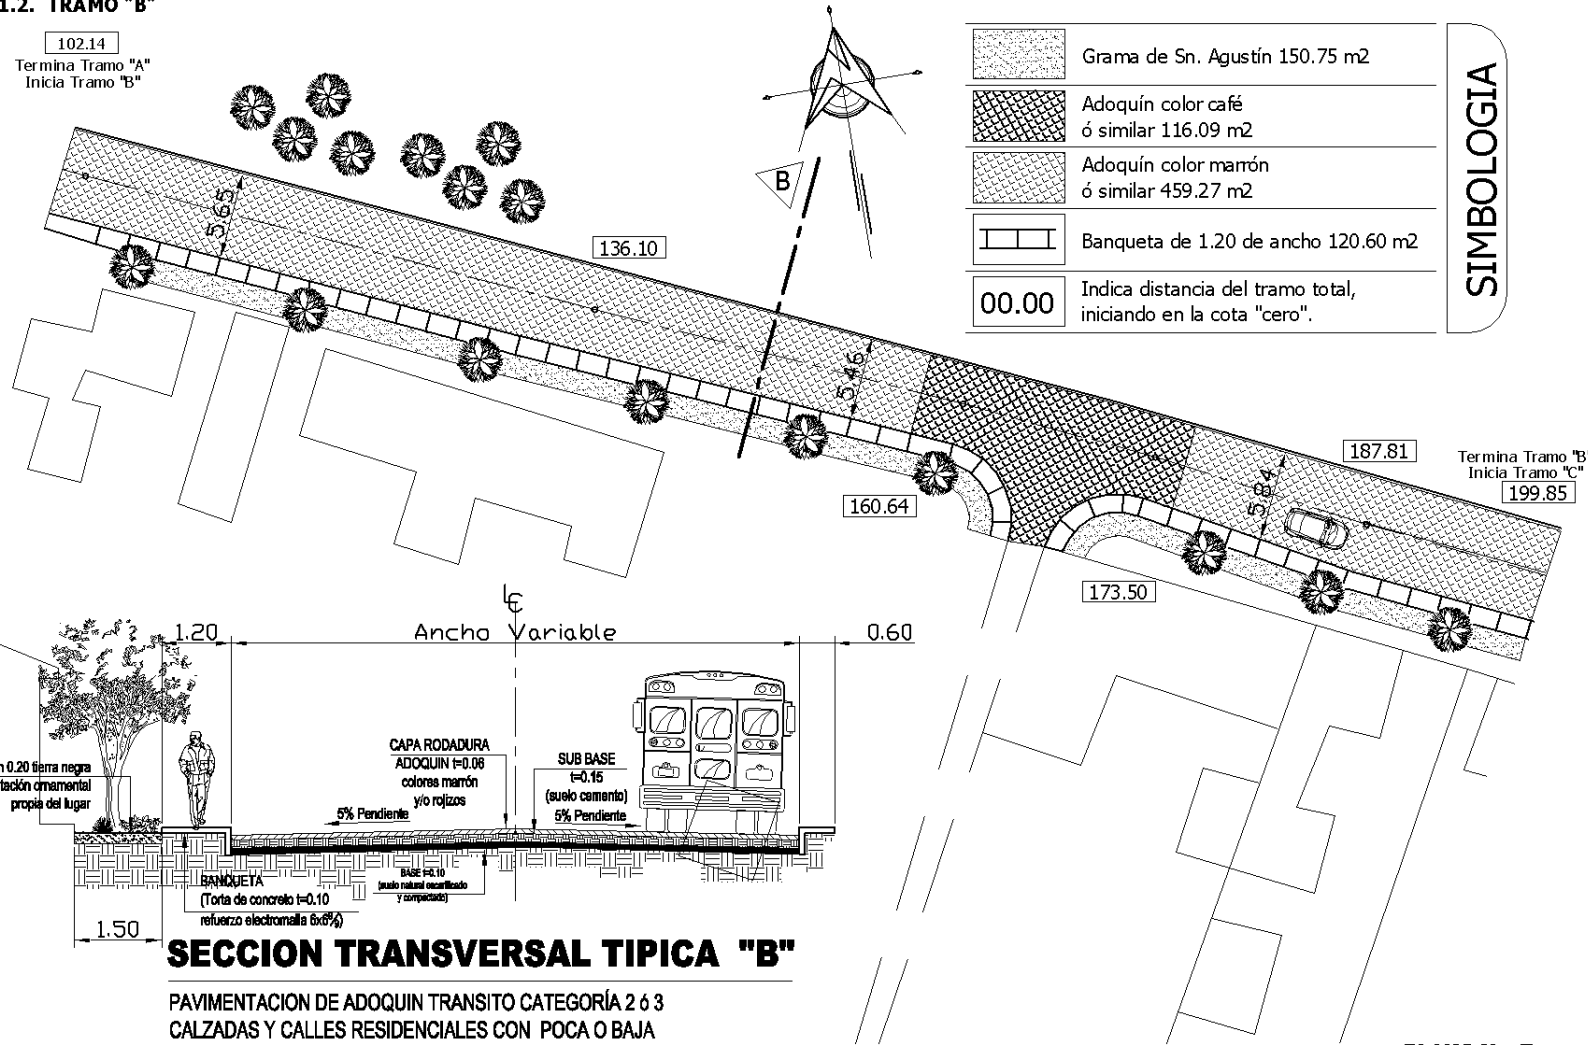 1.2. TRAMO "B"
102.14
Termina Tramo "A"
Inicia Tramo "B"
5.65
136.10
B
5.46
160.64
173.50
5.84
187.81
Termina Tramo "B"
Inicia Tramo "C"
199.85
Grama de Sn. Agustín 150.75 m2
Adoquín color café
ó similar 116.09 m2
Adoquín color marrón
ó similar 459.27 m2
Banqueta de 1.20 de ancho 120.60 m2
00.00
Indica distancia del tramo total,
iniciando en la cota "cero".
SIMBOLOGIA
1.20
Ancho Variable
0.60
0.20 tierra negra
ornamental
propia del lugar
CAPA RODADURA
ADOQUIN t=0.06
colores marrón
y/o rojizos
SUB BASE
t=0.15
(suelo cemento)
5% Pendiente
5% Pendiente
BASE t=0.10
(suelo natural escarificado
y compactado)
BANQUETA
(Torta de concreto t=0.10
refuerzo electromalla
1.50
SECCION TRANSVERSAL TIPICA "B"
PAVIMENTACION DE ADOQUIN TRANSITO CATEGORÍA 2 ó 3
CALZADAS Y CALLES RESIDENCIALES CON POCA O BAJA